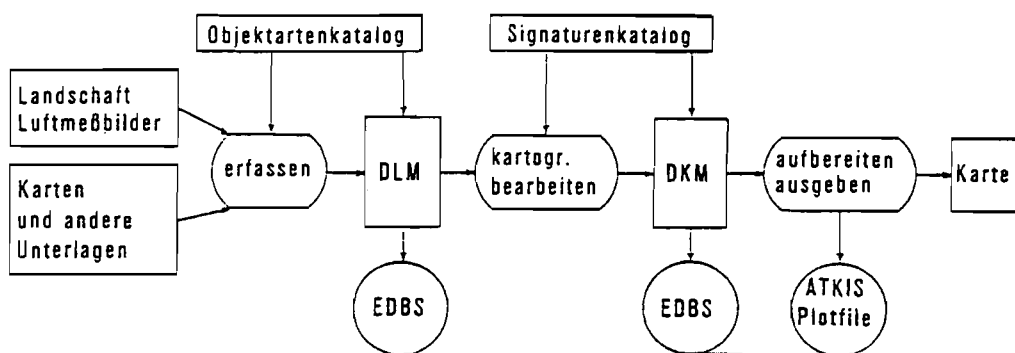 Objektartenkatalog
Signaturenkatalog
Landschaft
Luftmeßbilder
Karten
und andere
Unterlagen
erfassen
DLM
kartogr.
bearbeiten
DKM
aufbereiten
ausgeben
Karte
EDBS
EDBS
ATKIS
Plotfile